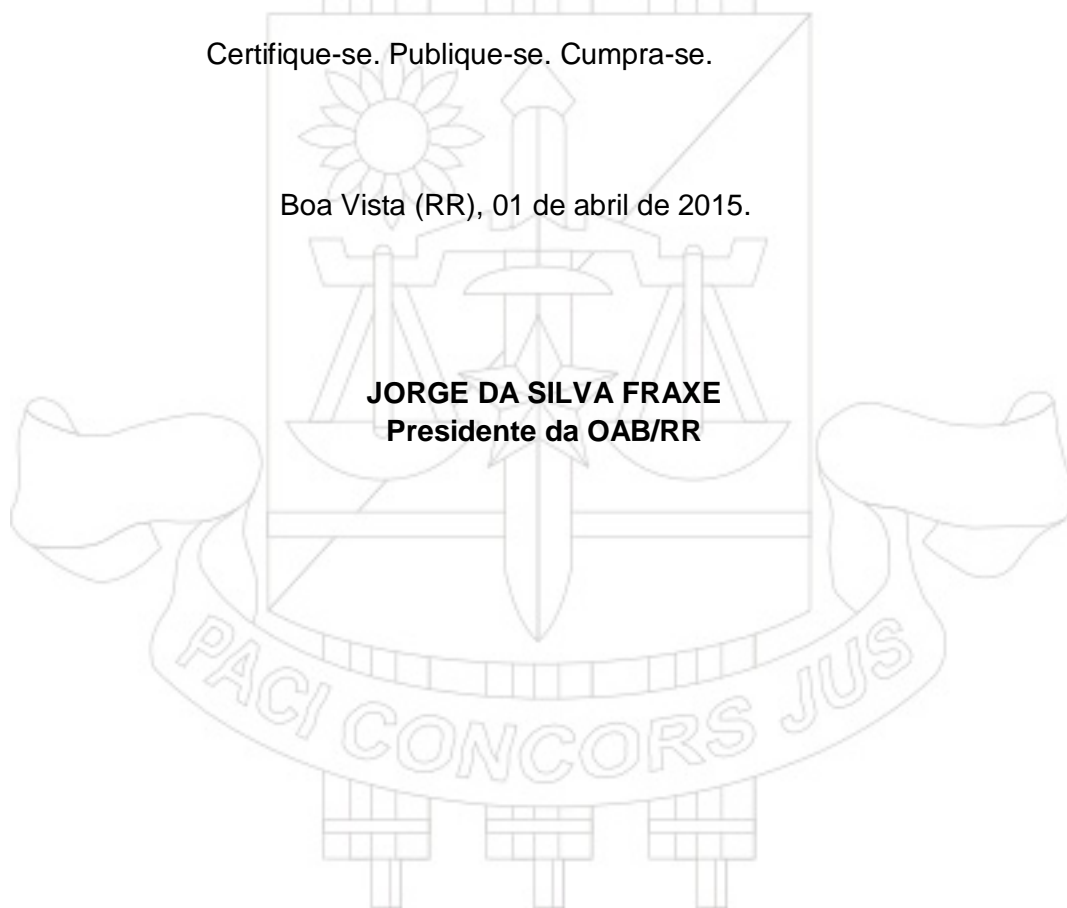 Certifique-se. Publique-se. Cumpra-se.
Boa Vista (RR), 01 de abril de 2015.
JORGE DA SILVA FRAXE
Presidente da OAB/RR
PACI CONCORS JUS